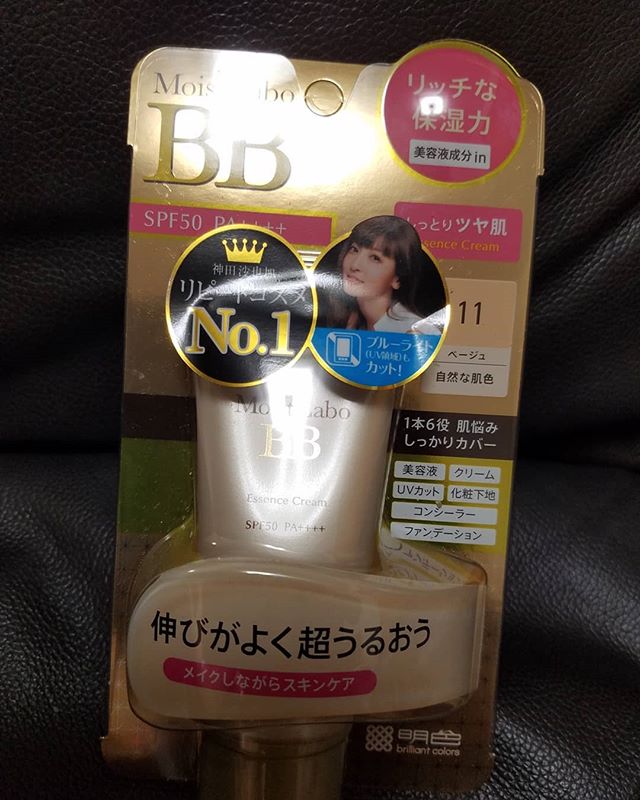 Moist Labo
BB
リッチな
保湿力
美容液成分in
SPF50 PA++++
しっとりツヤ肌
Essence Cream
神田沙也加
リピートコスメ
No.1
ブルーライト
(UV領域)も
カット!
11
ベージュ
自然な肌色
Moist Labo
BB
Essence Cream
SPF50 PA++++
1本6役 肌悩み
しっかりカバー
美容液 クリーム
UVカット 化粧下地
コンシーラー
ファンデーション
伸びがよく超うるおう
メイクしながらスキンケア
明色
brilliant colors